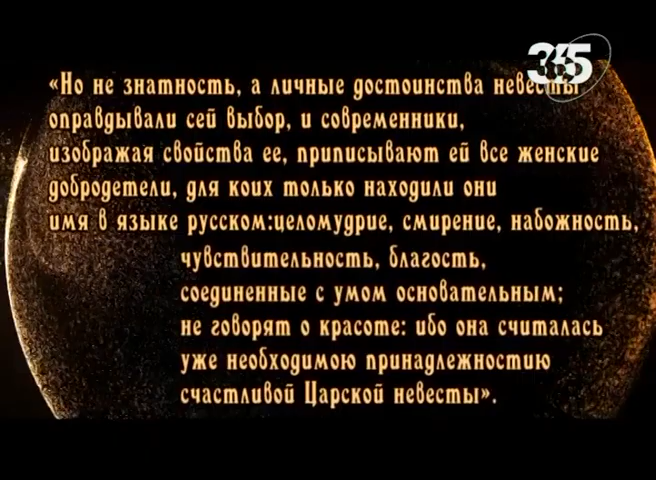 365
«Но не знатность, а личные достоинства невесты
оправдывали сей выбор, и современники,
изображая свойства ее, приписывают ей все женские
добродетели, для коих только находили они
имя в языке русском:целомудрие, смирение, набожность,
чувствительность, благость,
соединенные с умом основательным;
не говорят о красоте: ибо она считалась
уже необходимою принадлежностию
счастливой Царской невесты».